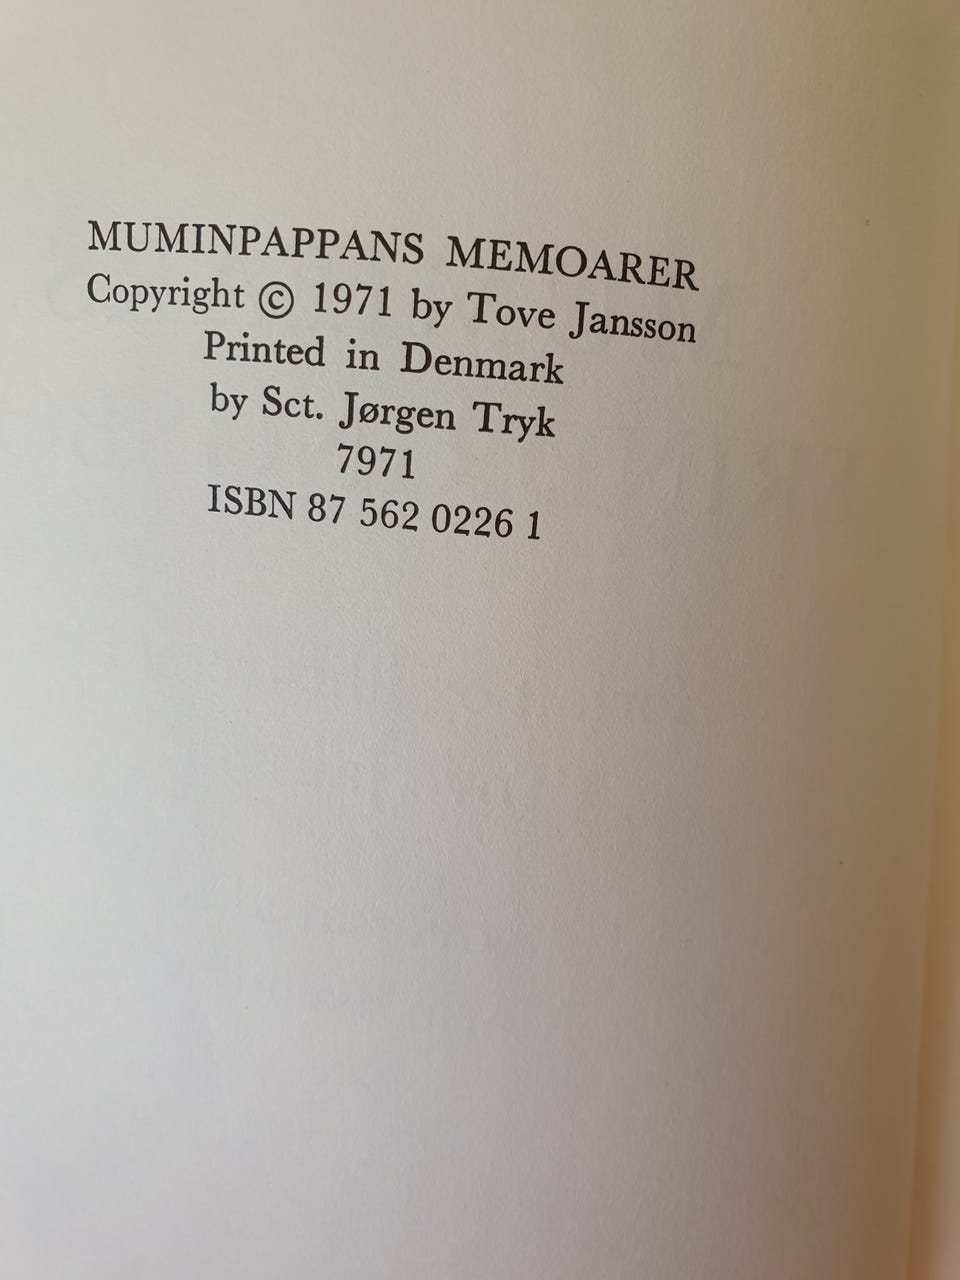 MUMINPAPPANS MEMOARER
Copyright © 1971 by Tove Jansson
Printed in Denmark
by Sct. Jørgen Tryk
7971
ISBN 87 562 0226 1